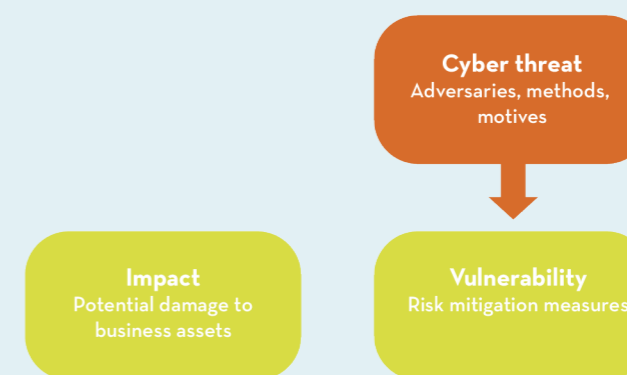 Cyber threat
Adversaries, methods,
motives
Impact
Potential damage to
business assets
Vulnerability
Risk mitigation measures